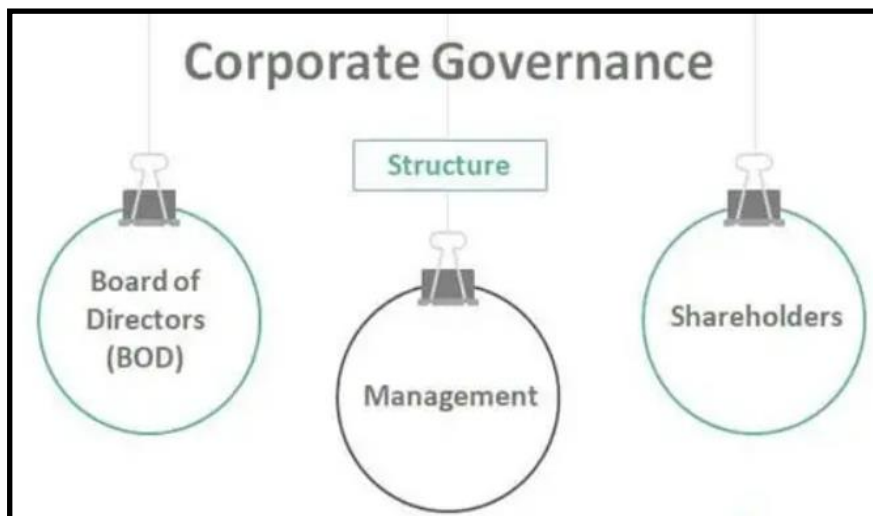 Corporate Governance
Structure
Board of
Directors
(BOD)
Management
Shareholders